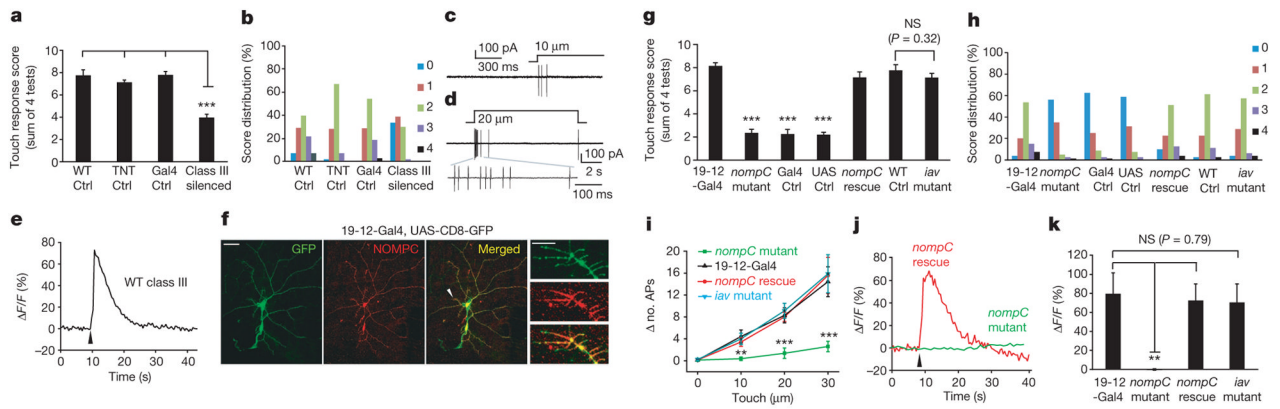 a
Touch response score
(sum of 4 tests)
10
8
6
4
2
0
***
WT
Ctrl
TNT
Ctrl
Gal4
Ctrl
Class III
silenced
b
Score distribution (%)
100
80
60
40
20
0
0
1
2
3
4
WT
Ctrl
TNT
Ctrl
Gal4
Ctrl
Class III
silenced
c
100 pA
300 ms
10 μm
d
20 μm
100 pA
2 s
100 ms
e
ΔF/F (%)
80
60
40
20
0
−20
WT class III
0 10 20 30 40
Time (s)
f
19-12-Gal4, UAS-CD8-GFP
GFP
NOMPC
Merged
g
Touch response score
(sum of 4 tests)
10
8
6
4
2
0
NS
(P = 0.32)
*** *** ***
19-12
-Gal4
nompC
mutant
Gal4
Ctrl
UAS
Ctrl
nompC
rescue
WT
Ctrl
iav
mutant
h
Score distribution (%)
100
80
60
40
20
0
0
1
2
3
4
19-12
-Gal4
nompC
mutant
Gal4
Ctrl
UAS
Ctrl
nompC
rescue
WT
Ctrl
iav
mutant
i
Δ no. APs
20
16
12
8
4
0
nompC mutant
19-12-Gal4
nompC rescue
iav mutant
** *** ***
0 10 20 30
Touch (μm)
j
ΔF/F (%)
80
60
40
20
0
−20
nompC
rescue
nompC
mutant
0 10 20 30 40
Time (s)
k
NS (P = 0.79)
ΔF/F (%)
120
100
80
60
40
20
0
**
19-12
-Gal4
nompC
mutant
nompC
rescue
iav
mutant